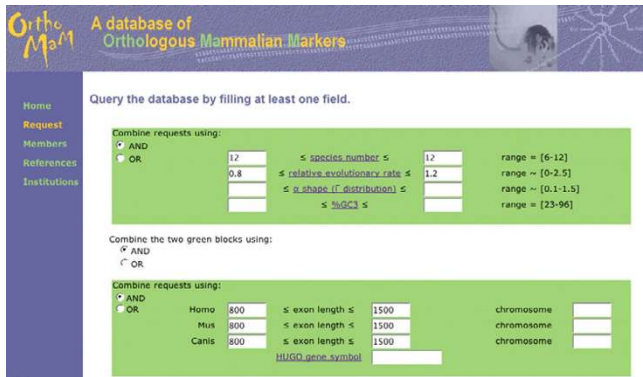 Ortho
MaM
A database of
Orthologous Mammalian Markers
Home
Request
Members
References
Institutions
Query the database by filling at least one field.
Combine requests using:
AND
OR
12 ≤ species number ≤ 12 range = [6-12]
0.8 ≤ relative evolutionary rate ≤ 1.2 range ~ [0-2.5]
≤ α shape (Γ distribution) ≤ range ~ [0.1-1.5]
≤ %GC3 ≤ range = [23-96]
Combine the two green blocks using:
AND
OR
Combine requests using:
AND
OR Homo 800 ≤ exon length ≤ 1500 chromosome
Mus 800 ≤ exon length ≤ 1500 chromosome
Canis 800 ≤ exon length ≤ 1500 chromosome
HUGO gene symbol